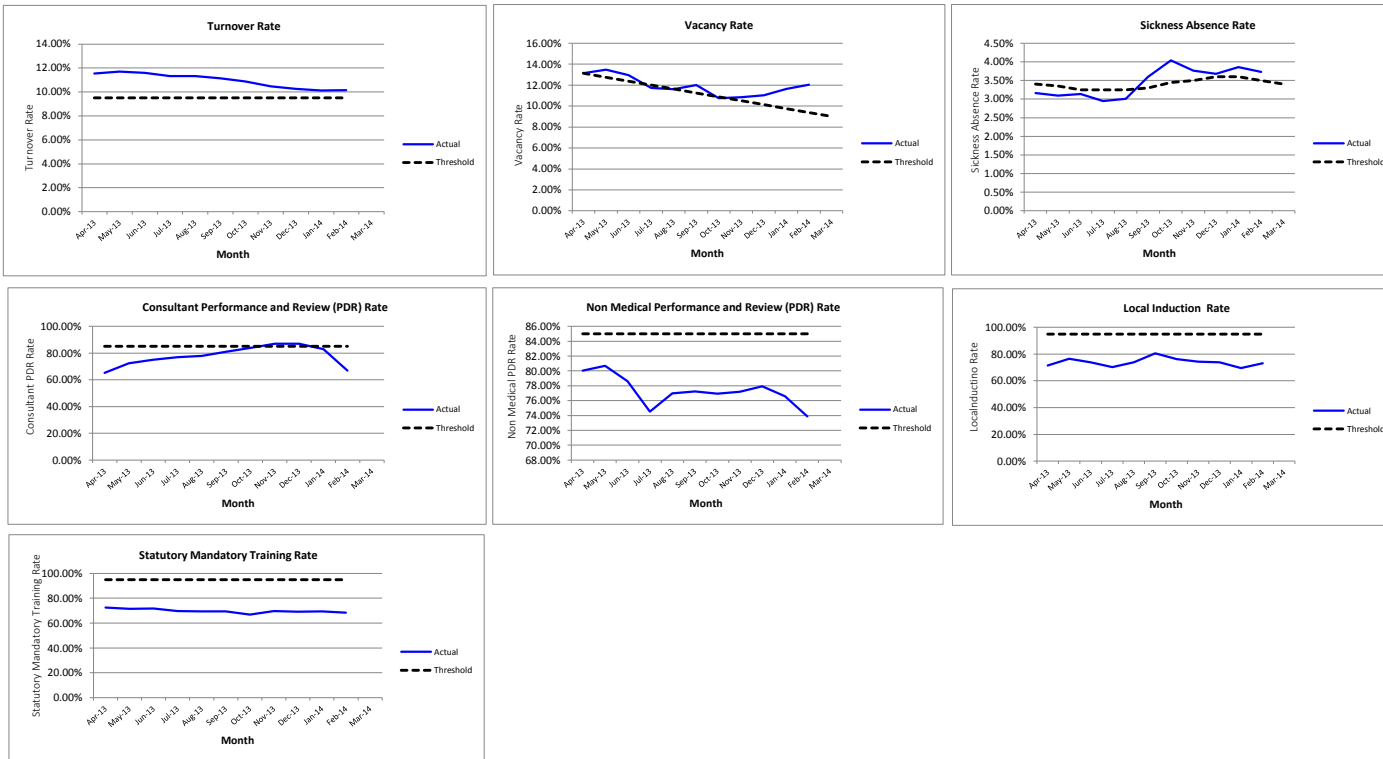 Turnover Rate
14.00%
12.00%
10.00%
8.00%
6.00%
4.00%
2.00%
0.00%
Turnover Rate
Apr-13
May-13
Jun-13
Jul-13
Aug-13
Sep-13
Oct-13
Nov-13
Dec-13
Jan-14
Feb-14
Mar-14
Month
Actual
Threshold
Vacancy Rate
16.00%
14.00%
12.00%
10.00%
8.00%
6.00%
4.00%
2.00%
0.00%
Vacancy Rate
Apr-13
May-13
Jun-13
Jul-13
Aug-13
Sep-13
Oct-13
Nov-13
Dec-13
Jan-14
Feb-14
Mar-14
Month
Actual
Threshold
Sickness Absence Rate
4.50%
4.00%
3.50%
3.00%
2.50%
2.00%
1.50%
1.00%
0.50%
0.00%
Sickness Absence Rate
Apr-13
May-13
Jun-13
Jul-13
Aug-13
Sep-13
Oct-13
Nov-13
Dec-13
Jan-14
Feb-14
Mar-14
Month
Actual
Threshold
Consultant Performance and Review (PDR) Rate
100.00%
80.00%
60.00%
40.00%
20.00%
0.00%
Consultant PDR Rate
Apr-13
May-13
Jun-13
Jul-13
Aug-13
Sep-13
Oct-13
Nov-13
Dec-13
Jan-14
Feb-14
Mar-14
Month
Actual
Threshold
Non Medical Performance and Review (PDR) Rate
86.00%
84.00%
82.00%
80.00%
78.00%
76.00%
74.00%
72.00%
70.00%
68.00%
Non Medical PDR Rate
Apr-13
May-13
Jun-13
Jul-13
Aug-13
Sep-13
Oct-13
Nov-13
Dec-13
Jan-14
Feb-14
Mar-14
Month
Actual
Threshold
Local Induction Rate
100.00%
80.00%
60.00%
40.00%
20.00%
0.00%
LocalInductino Rate
Apr-13
May-13
Jun-13
Jul-13
Aug-13
Sep-13
Oct-13
Nov-13
Dec-13
Jan-14
Feb-14
Mar-14
Month
Actual
Threshold
Statutory Mandatory Training Rate
100.00%
80.00%
60.00%
40.00%
20.00%
0.00%
Statutory Mandatory Training Rate
Apr-13
May-13
Jun-13
Jul-13
Aug-13
Sep-13
Oct-13
Nov-13
Dec-13
Jan-14
Feb-14
Mar-14
Month
Actual
Threshold